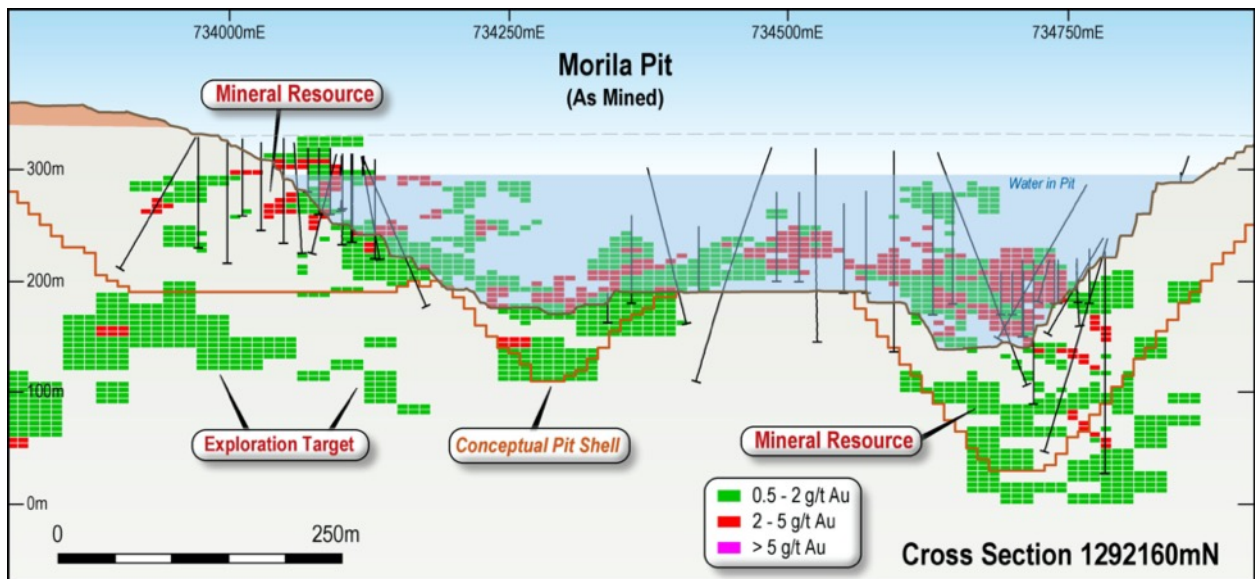 734000mE
734250mE
734500mE
734750mE
Morila Pit
(As Mined)
Mineral Resource
300m
Water in Pit
200m
100m
Exploration Target
Conceptual Pit Shell
Mineral Resource
0m
0.5 - 2 g/t Au
2 - 5 g/t Au
> 5 g/t Au
0
250m
Cross Section 1292160mN